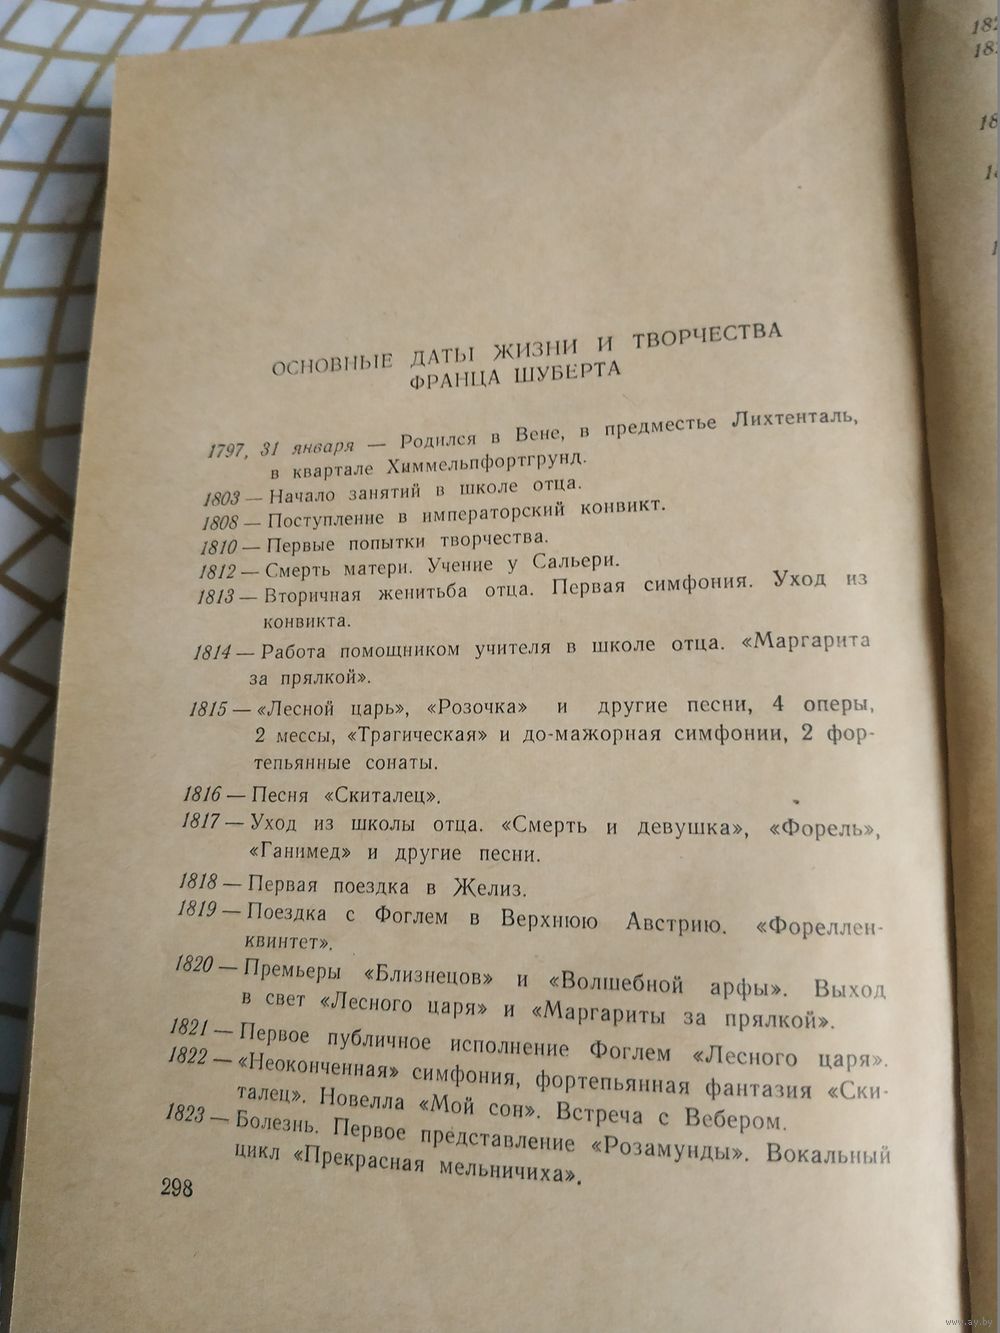 ОСНОВНЫЕ ДАТЫ ЖИЗНИ И ТВОРЧЕСТВА
ФРАНЦА ШУБЕРТА
1797, 31 января — Родился в Вене, в предместье Лихтенталь,
в квартале Химмельпфортгрунд.
1803 — Начало занятий в школе отца.
1808 — Поступление в императорский конвикт.
1810 — Первые попытки творчества.
1812 — Смерть матери. Учение у Сальери.
1813 — Вторичная женитьба отца. Первая симфония. Уход из
конвикта.
1814 — Работа помощником учителя в школе отца. «Маргарита
за прялкой».
1815 — «Лесной царь», «Розочка» и другие песни, 4 оперы,
2 мессы, «Трагическая» и до-мажорная симфонии, 2 фор-
тепьянные сонаты.
1816 — Песня «Скиталец».
1817 — Уход из школы отца. «Смерть и девушка», «Форель»,
«Ганимед» и другие песни.
1818 — Первая поездка в Желиз.
1819 — Поездка с Фоглем в Верхнюю Австрию. «Фореллен-
квинтет».
1820 — Премьеры «Близнецов» и «Волшебной арфы». Выход
в свет «Лесного царя» и «Маргариты за прялкой».
1821 — Первое публичное исполнение Фоглем «Лесного царя».
1822 — «Неоконченная» симфония, фортепьянная фантазия «Ски-
талец». Новелла «Мой сон». Встреча с Вебером.
1823 — Болезнь. Первое представление «Розамунды». Вокальный
цикл «Прекрасная мельничиха».
298
www.ay.by